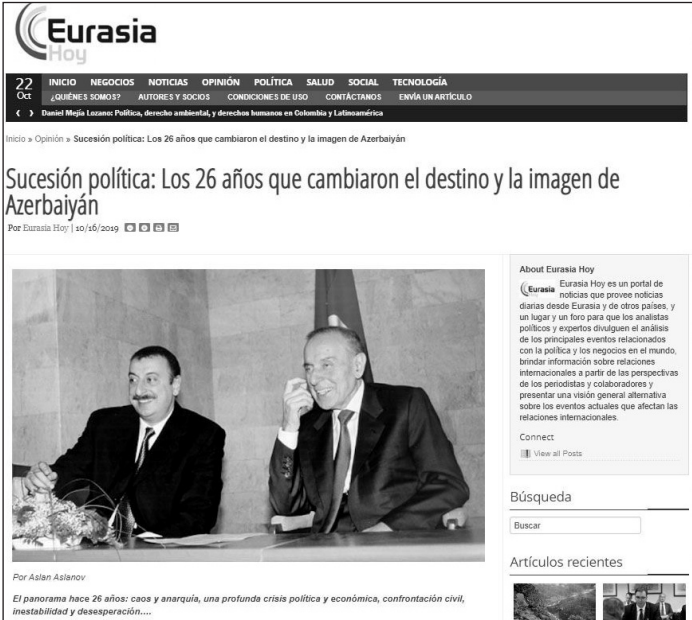 Eurasia
Hoy
22
Oct
INICIO NEGOCIOS NOTICIAS OPINIÓN POLÍTICA SALUD SOCIAL TECNOLOGÍA
¿QUIÉNES SOMOS? AUTORES Y SOCIOS CONDICIONES DE USO CONTÁCTANOS ENVÍA UN ARTÍCULO
Daniel Mejía Lozano: Política, derecho ambiental, y derechos humanos en Colombia y Latinoamérica
Inicio » Opinión » Sucesión política: Los 26 años que cambiaron el destino y la imagen de Azerbaiyán
Sucesión política: Los 26 años que cambiaron el destino y la imagen de
Azerbaiyán
Por Eurasia Hoy | 10/16/2019
Por Aslan Aslanov
El panorama hace 26 años: caos y anarquía, una profunda crisis política y económica, confrontación civil,
inestabilidad y desesperación....
About Eurasia Hoy
Eurasia
Eurasia Hoy es un portal de
noticias que provee noticias
diarias desde Eurasia y de otros países, y
un lugar y un foro para que los analistas
políticos y expertos divulguen el análisis
de los principales eventos relacionados
con la política y los negocios en el mundo,
brindar información sobre relaciones
internacionales a partir de las perspectivas
de los periodistas y colaboradores y
presentar una visión general alternativa
sobre los eventos actuales que afectan las
relaciones internacionales.
Connect
View all Posts
Búsqueda
Buscar
Artículos recientes